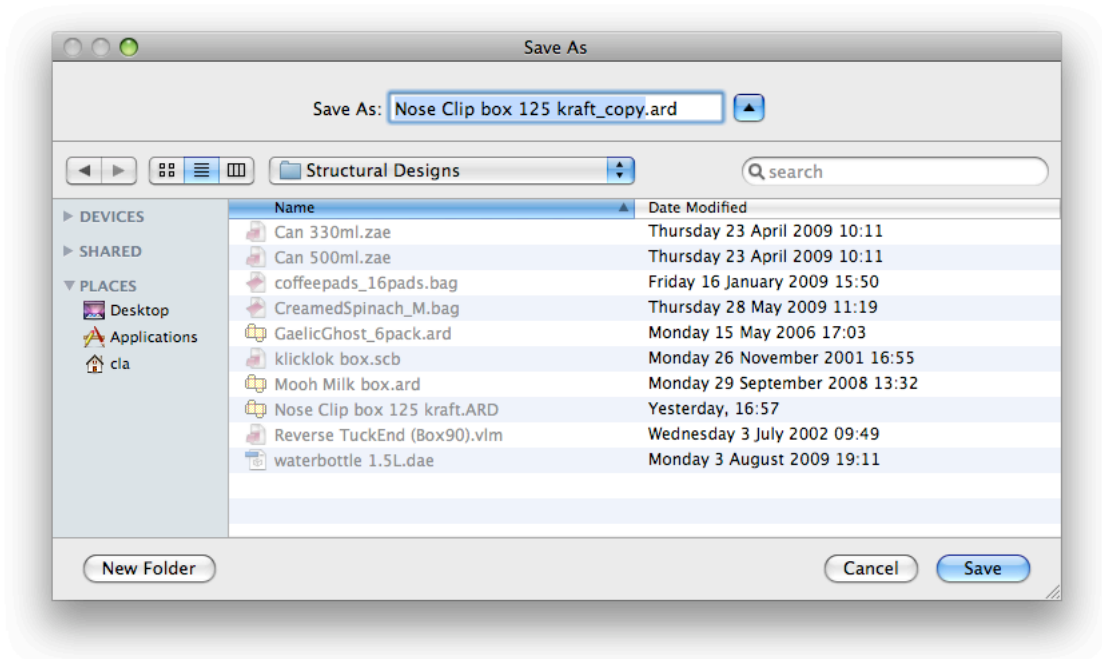 Save As
Save As: Nose Clip box 125 kraft_copy.ard
Structural Designs search
DEVICES
SHARED
PLACES
Desktop
Applications
cla
Name Date Modified
Can 330ml.zae Thursday 23 April 2009 10:11
Can 500ml.zae Thursday 23 April 2009 10:11
coffeepads_16pads.bag Friday 16 January 2009 15:50
CreamedSpinach_M.bag Thursday 28 May 2009 11:19
GaelicGhost_6pack.ard Monday 15 May 2006 17:03
klicklok box.scb Monday 26 November 2001 16:55
Mooh Milk box.ard Monday 29 September 2008 13:32
Nose Clip box 125 kraft.ARD Yesterday, 16:57
Reverse TuckEnd (Box90).vlm Wednesday 3 July 2002 09:49
waterbottle 1.5L.dae Monday 3 August 2009 19:11
New Folder Cancel Save